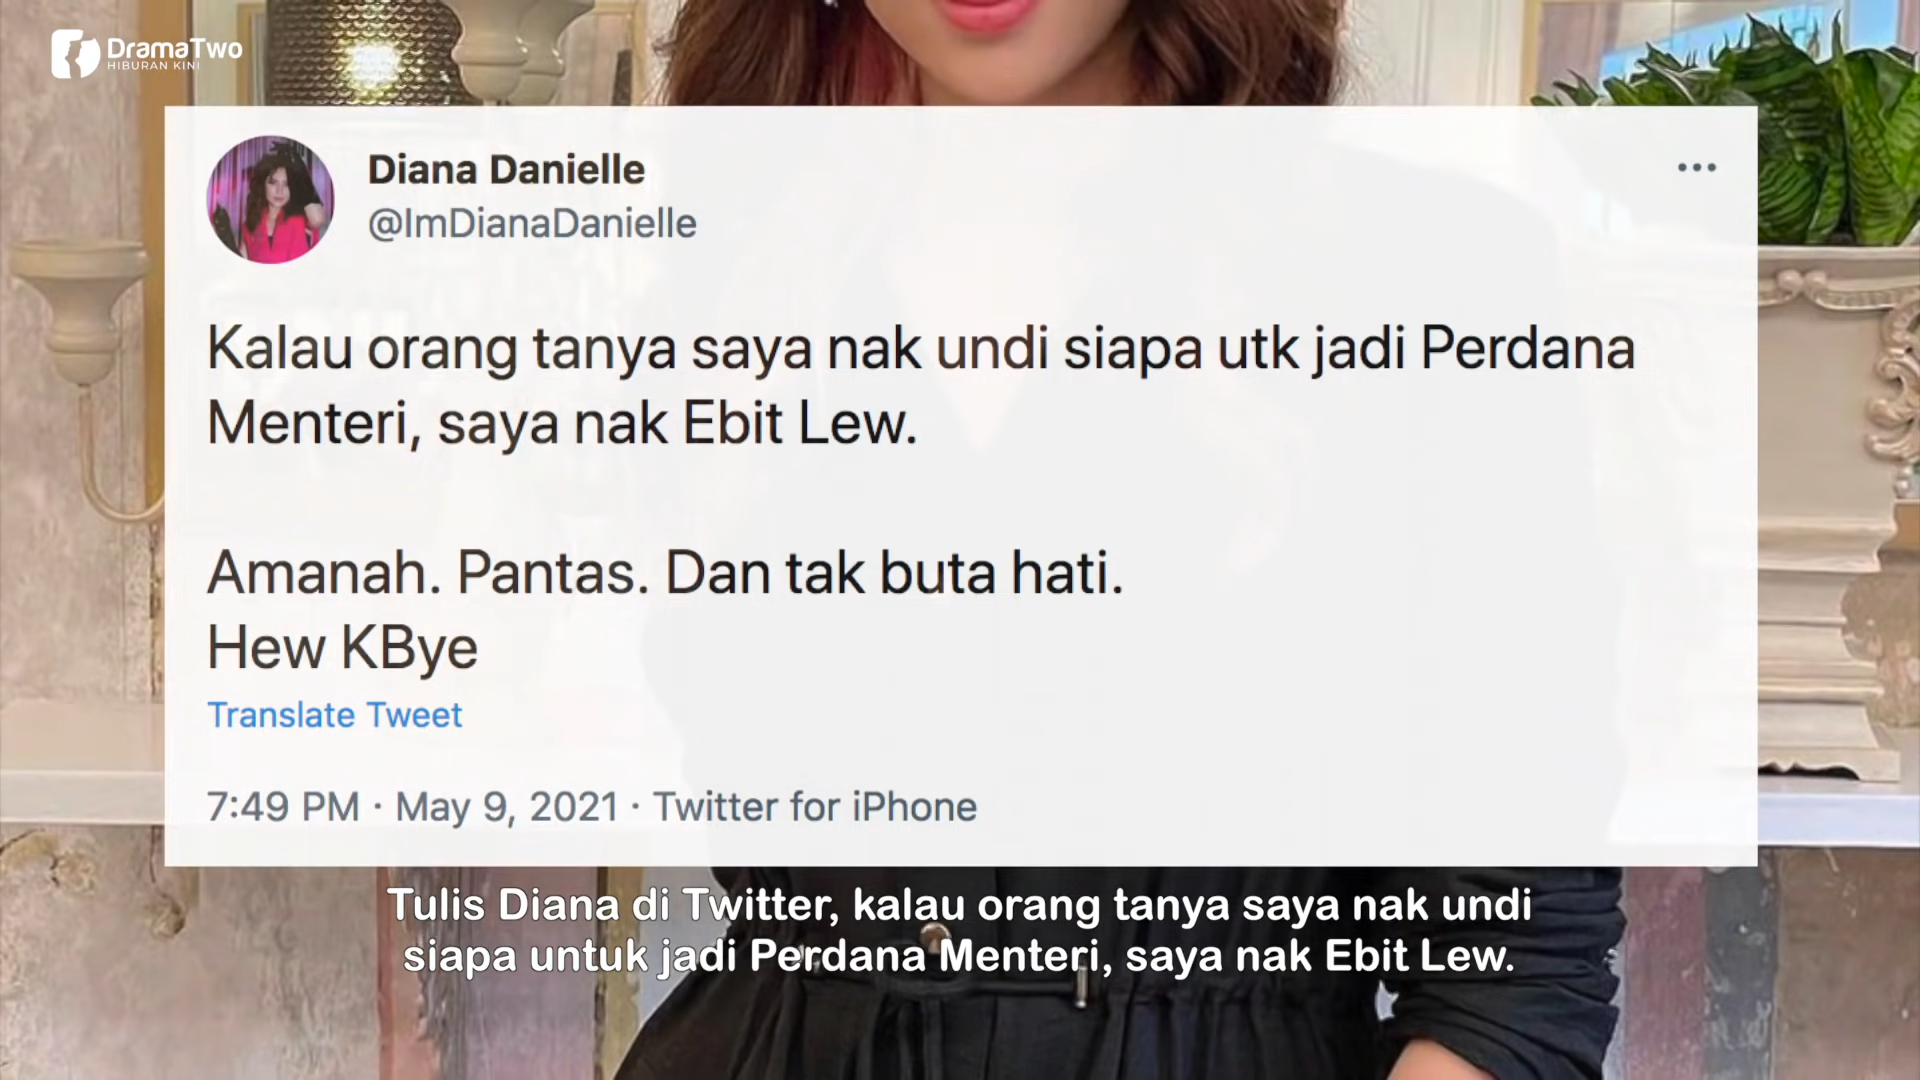 DramaTwo
HIBURAN KINI
Diana Danielle
@ImDianaDanielle
Kalau orang tanya saya nak undi siapa utk jadi Perdana
Menteri, saya nak Ebit Lew.
Amanah. Pantas. Dan tak buta hati.
Hew KBye
Translate Tweet
7:49 PM · May 9, 2021 · Twitter for iPhone
Tulis Diana di Twitter, kalau orang tanya saya nak undi
siapa untuk jadi Perdana Menteri, saya nak Ebit Lew.